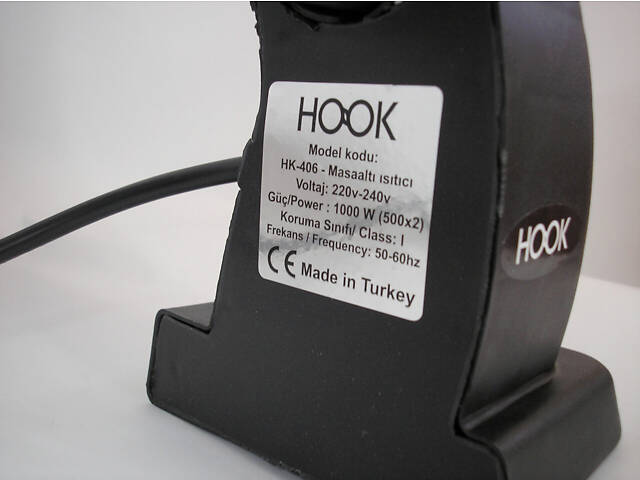 HOOK
Model kodu:
HK-406 - Masaaltı ısıtıcı
Voltaj: 220v-240v
Güç/Power : 1000 W (500x2)
Koruma Sınıfı/ Class: I
Frekans / Frequency: 50-60hz
CE Made in Turkey
HOOK